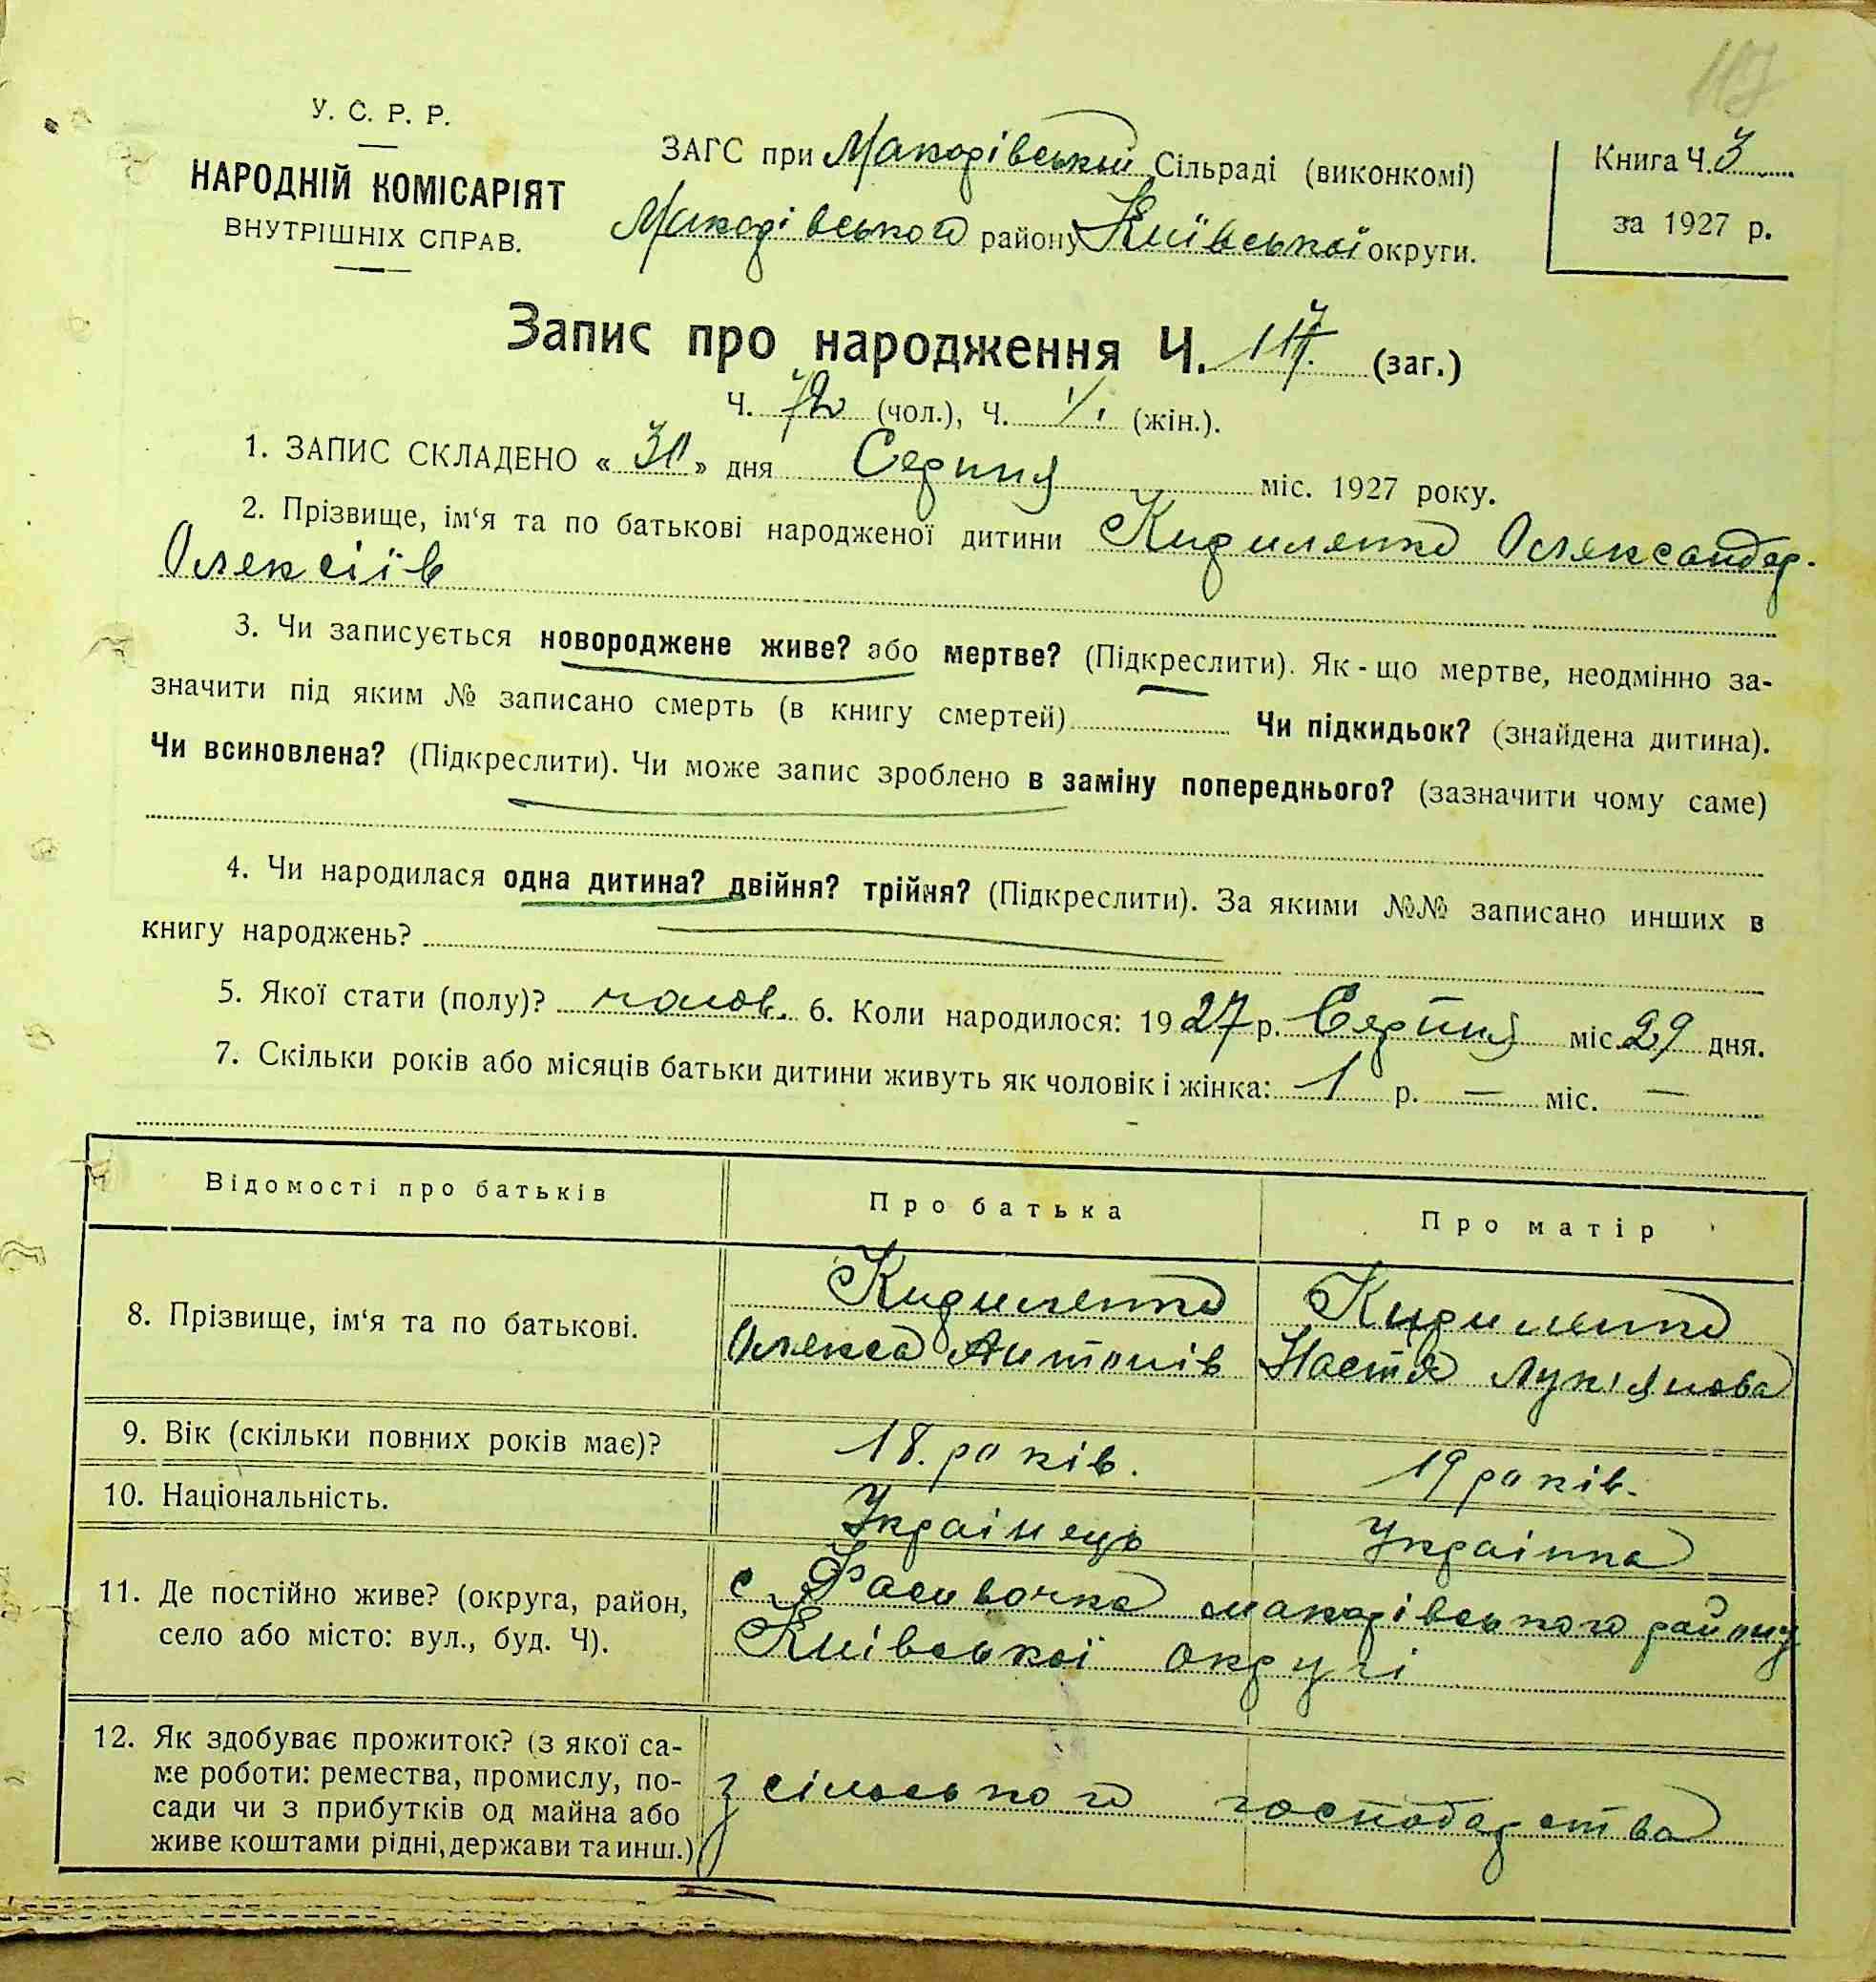 117
У. С. Р. Р.
НАРОДНІЙ КОМІСАРІЯТ
ВНУТРІШНІХ СПРАВ.
ЗАГС при Макарівській Сільраді (виконкомі)
Макарівського району Київської округи.
Книга Ч. 3
за 1927 р.
Запис про народження Ч. 117. (заг.)
Ч. 72 (чол.), Ч. (жін.).
1. ЗАПИС СКЛАДЕНО « 30 » дня Серпня міс. 1927 року.
2. Прізвище, ім‘я та по батькові народженої дитини Кириленко Олександер.
Олексіїв
3. Чи записується новороджене живе? або мертве? (Підкреслити). Як - що мертве, неодмінно за-
значити під яким № записано смерть (в книгу смертей) Чи підкидьок? (знайдена дитина).
Чи всиновлена? (Підкреслити). Чи може запис зроблено в заміну попереднього? (зазначити чому саме)
4. Чи народилася одна дитина? двійня? трійня? (Підкреслити). За якими №№ записано инших в
книгу народжень?
5. Якої стати (полу)? чолов. 6. Коли народилося: 1927 р. Серпня міс. 29 дня.
7. Скільки років або місяців батьки дитини живуть як чоловік і жінка: 1 р. — міс. —
Відомості про батьків Про батька Про матір
8. Прізвище, ім‘я та по батькові. Кириленко Кириленко
Олекса Антонів Настя Лук'янова
9. Вік (скільки повних років має)? 18. років. 19 років.
10. Національність. Українець Українка
11. Де постійно живе? (округа, район, с Фасивочка макарівського району
село або місто: вул., буд. Ч). Київської округі
12. Як здобуває прожиток? (з якої са-
ме роботи: ремества, промислу, по-
сади чи з прибутків од майна або
живе коштами рідні, держави та инш.) з сільського господарства